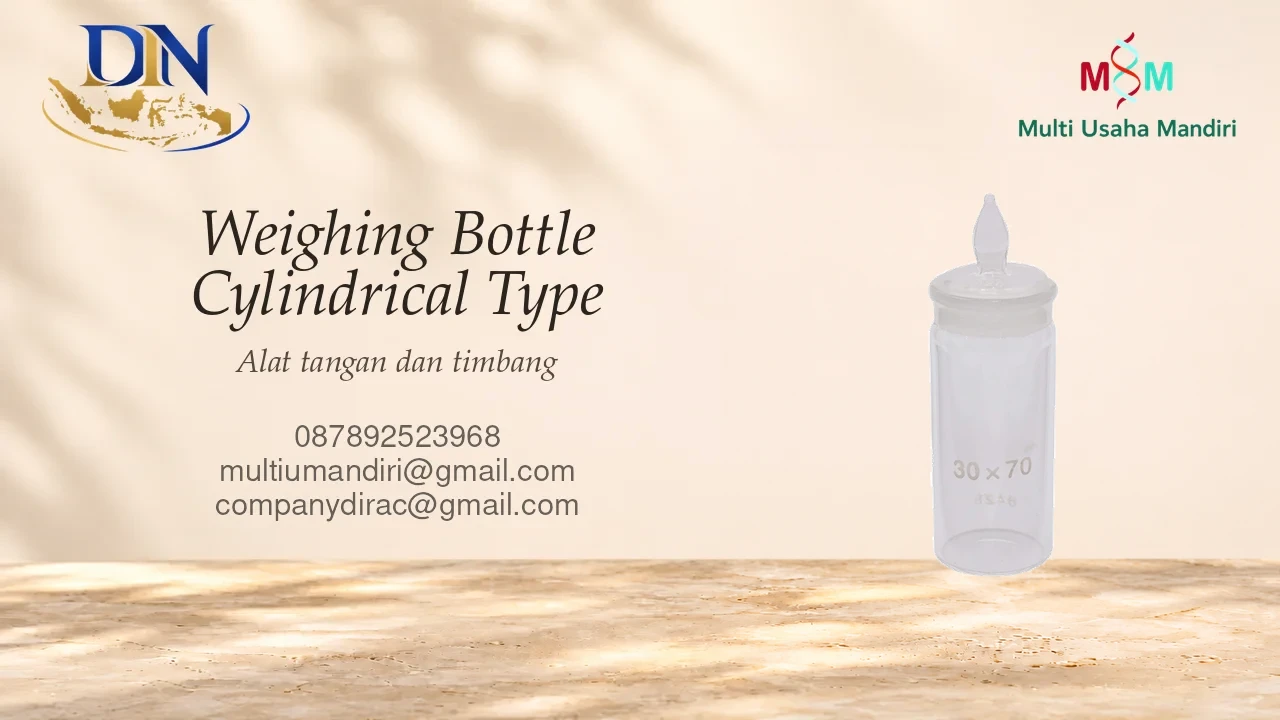 DIN
M M
Multi Usaha Mandiri
Weighing Bottle
Cylindrical Type
Alat tangan dan timbang
087892523968
multiumandiri@gmail.com
companydirac@gmail.com
30 x 70